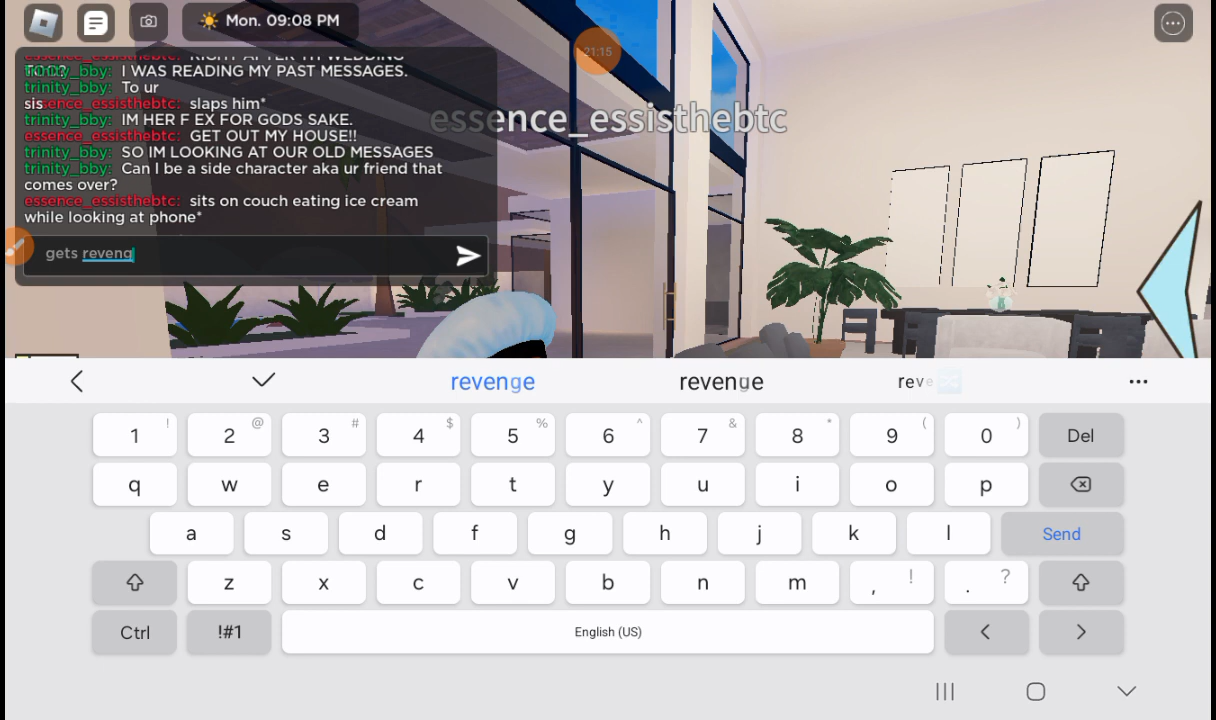 Mon. 09:08 PM
21:15
trinity_bby: I WAS READING MY PAST MESSAGES.
trinity_bby: To ur
sis
essence_essisthebtc: slaps him*
trinity_bby: IM HER F EX FOR GODS SAKE.
essence_essisthebtc: GET OUT MY HOUSE!!
trinity_bby: SO IM LOOKING AT OUR OLD MESSAGES
trinity_bby: Can I be a side character aka ur friend that
comes over?
essence_essisthebtc: sits on couch eating ice cream
while looking at phone*
gets reveng
essence_essisthebtc
revenge revenge reve
1 ! 2 @ 3 # 4 $ 5 % 6 ^ 7 & 8 * 9 ( 0 ) Del
q w e r t y u i o p
a s d f g h j k l Send
z x c v b n m , ! . ?
Ctrl !#1 English (US) < >